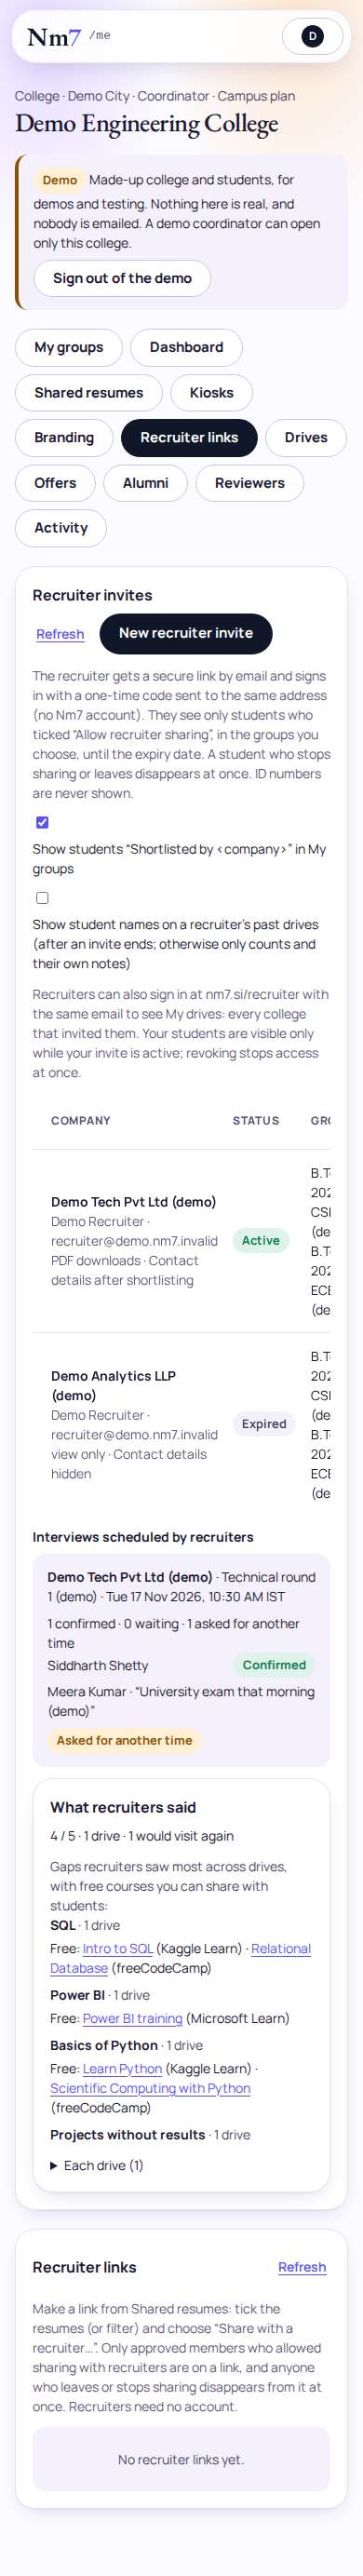 Nm7 /me
D
College · Demo City · Coordinator · Campus plan
Demo Engineering College
Demo Made-up college and students, for
demos and testing. Nothing here is real, and
nobody is emailed. A demo coordinator can open
only this college.
Sign out of the demo
My groups
Dashboard
Shared resumes
Kiosks
Branding
Recruiter links
Drives
Offers
Alumni
Reviewers
Activity
Recruiter invites
Refresh
New recruiter invite
The recruiter gets a secure link by email and signs
in with a one-time code sent to the same address
(no Nm7 account). They see only students who
ticked “Allow recruiter sharing”, in the groups you
choose, until the expiry date. A student who stops
sharing or leaves disappears at once. ID numbers
are never shown.
Show students “Shortlisted by <company>” in My
groups
Show student names on a recruiter's past drives
(after an invite ends; otherwise only counts and
their own notes)
Recruiters can also sign in at nm7.si/recruiter with
the same email to see My drives: every college
that invited them. Your students are visible only
while your invite is active; revoking stops access
at once.
COMPANY
STATUS
Demo Tech Pvt Ltd (demo)
Demo Recruiter ·
recruiter@demo.nm7.invalid
PDF downloads · Contact
details after shortlisting
Active
Demo Analytics LLP
(demo)
Demo Recruiter ·
recruiter@demo.nm7.invalid
view only · Contact details
hidden
Expired
Interviews scheduled by recruiters
Demo Tech Pvt Ltd (demo) · Technical round
1 (demo) · Tue 17 Nov 2026, 10:30 AM IST
1 confirmed · 0 waiting · 1 asked for another
time
Siddharth Shetty
Confirmed
Meera Kumar · “University exam that morning
(demo)”
Asked for another time
What recruiters said
4 / 5 · 1 drive · 1 would visit again
Gaps recruiters saw most across drives,
with free courses you can share with
students:
SQL · 1 drive
Free: Intro to SQL (Kaggle Learn) · Relational
Database (freeCodeCamp)
Power BI · 1 drive
Free: Power BI training (Microsoft Learn)
Basics of Python · 1 drive
Free: Learn Python (Kaggle Learn) ·
Scientific Computing with Python
(freeCodeCamp)
Projects without results · 1 drive
Each drive (1)
Recruiter links
Refresh
Make a link from Shared resumes: tick the
resumes (or filter) and choose “Share with a
recruiter…”. Only approved members who allowed
sharing with recruiters are on a link, and anyone
who leaves or stops sharing disappears from it at
once. Recruiters need no account.
No recruiter links yet.